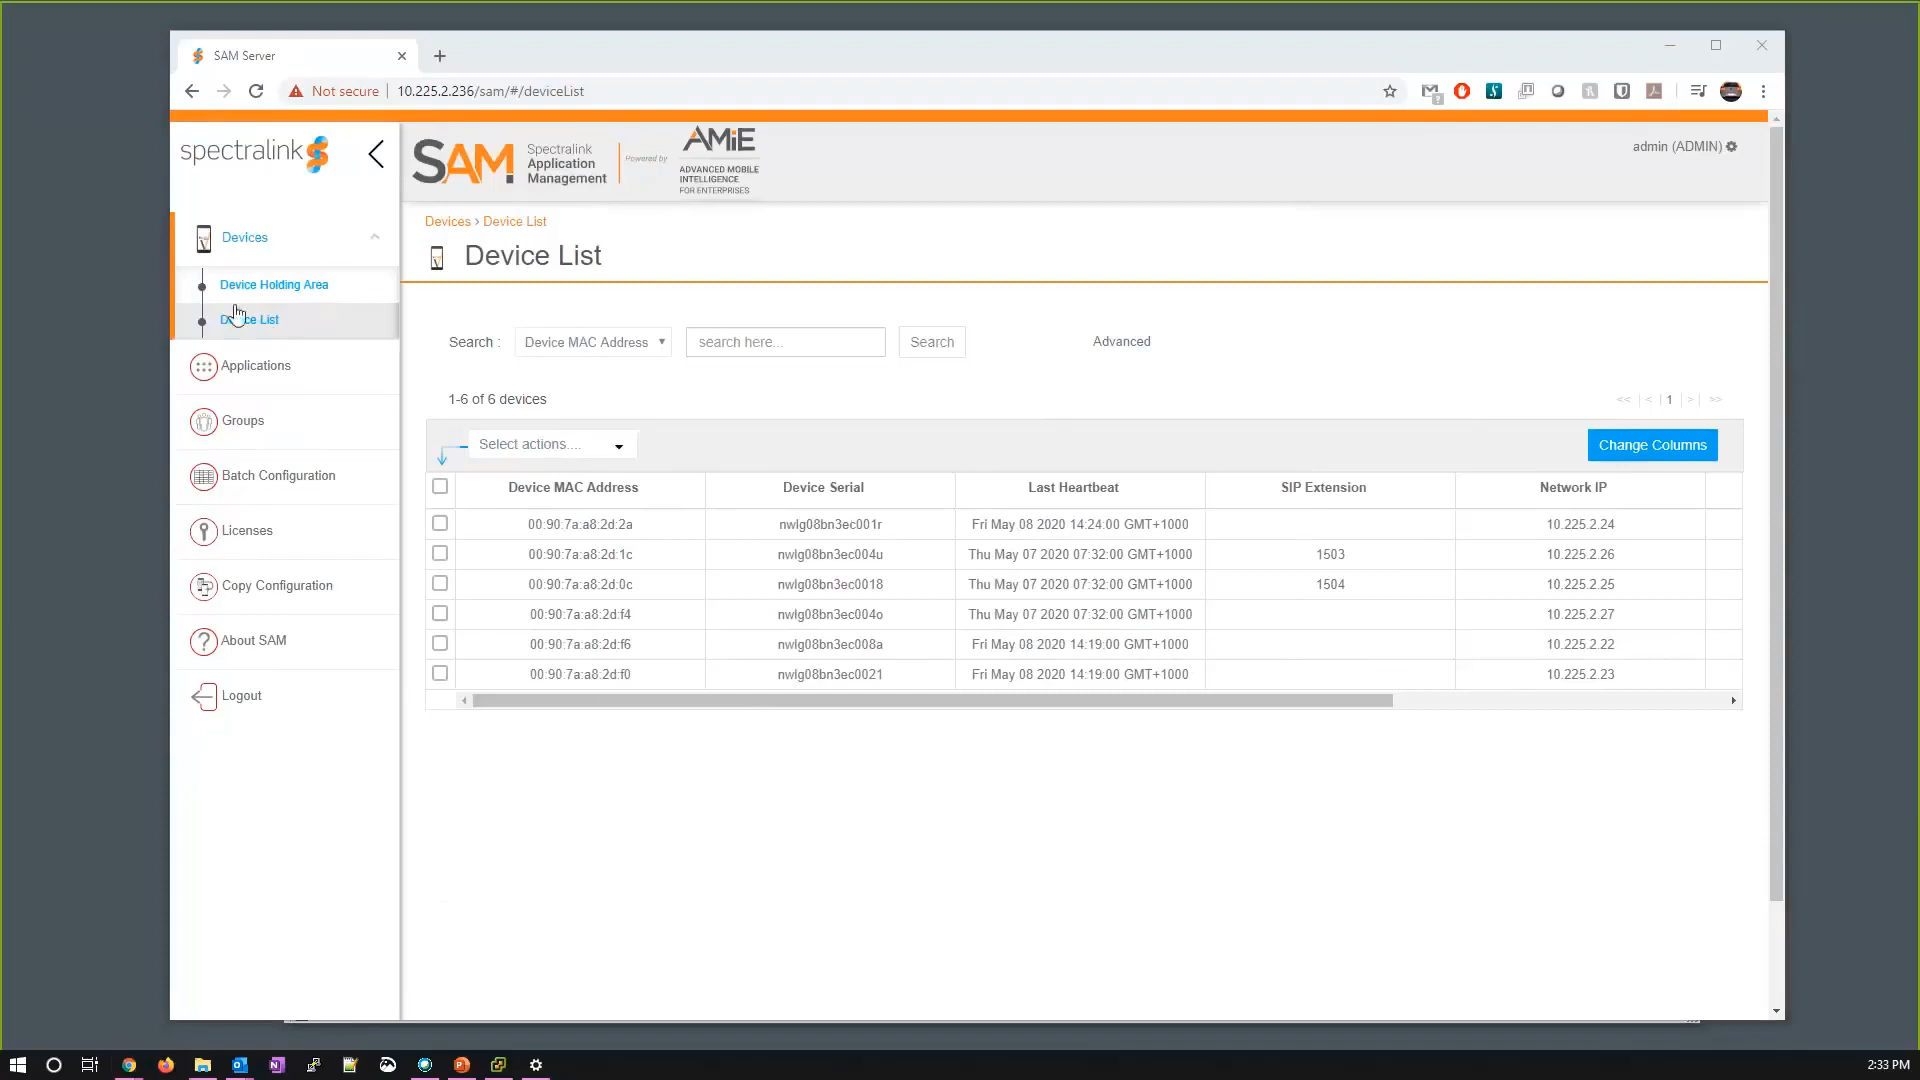 SAM Server
Not secure
10.225.2.236/sam/#/deviceList
spectralink
SAM
Spectralink
Application
Management
Powered by
AMiE
ADVANCED MOBILE
INTELLIGENCE
FOR ENTERPRISES
admin (ADMIN)
Devices
Device Holding Area
Device List
Applications
Groups
Batch Configuration
Licenses
Copy Configuration
About SAM
Logout
Devices › Device List
Device List
Search : Device MAC Address search here... Search Advanced
1-6 of 6 devices << | < | 1 | > | >>
Select actions.... Change Columns
Device MAC Address Device Serial Last Heartbeat SIP Extension Network IP
00:90:7a:a8:2d:2a nwlg08bn3ec001r Fri May 08 2020 14:24:00 GMT+1000 10.225.2.24
00:90:7a:a8:2d:1c nwlg08bn3ec004u Thu May 07 2020 07:32:00 GMT+1000 1503 10.225.2.26
00:90:7a:a8:2d:0c nwlg08bn3ec0018 Thu May 07 2020 07:32:00 GMT+1000 1504 10.225.2.25
00:90:7a:a8:2d:f4 nwlg08bn3ec004o Thu May 07 2020 07:32:00 GMT+1000 10.225.2.27
00:90:7a:a8:2d:f6 nwlg08bn3ec008a Fri May 08 2020 14:19:00 GMT+1000 10.225.2.22
00:90:7a:a8:2d:f0 nwlg08bn3ec0021 Fri May 08 2020 14:19:00 GMT+1000 10.225.2.23
2:33 PM